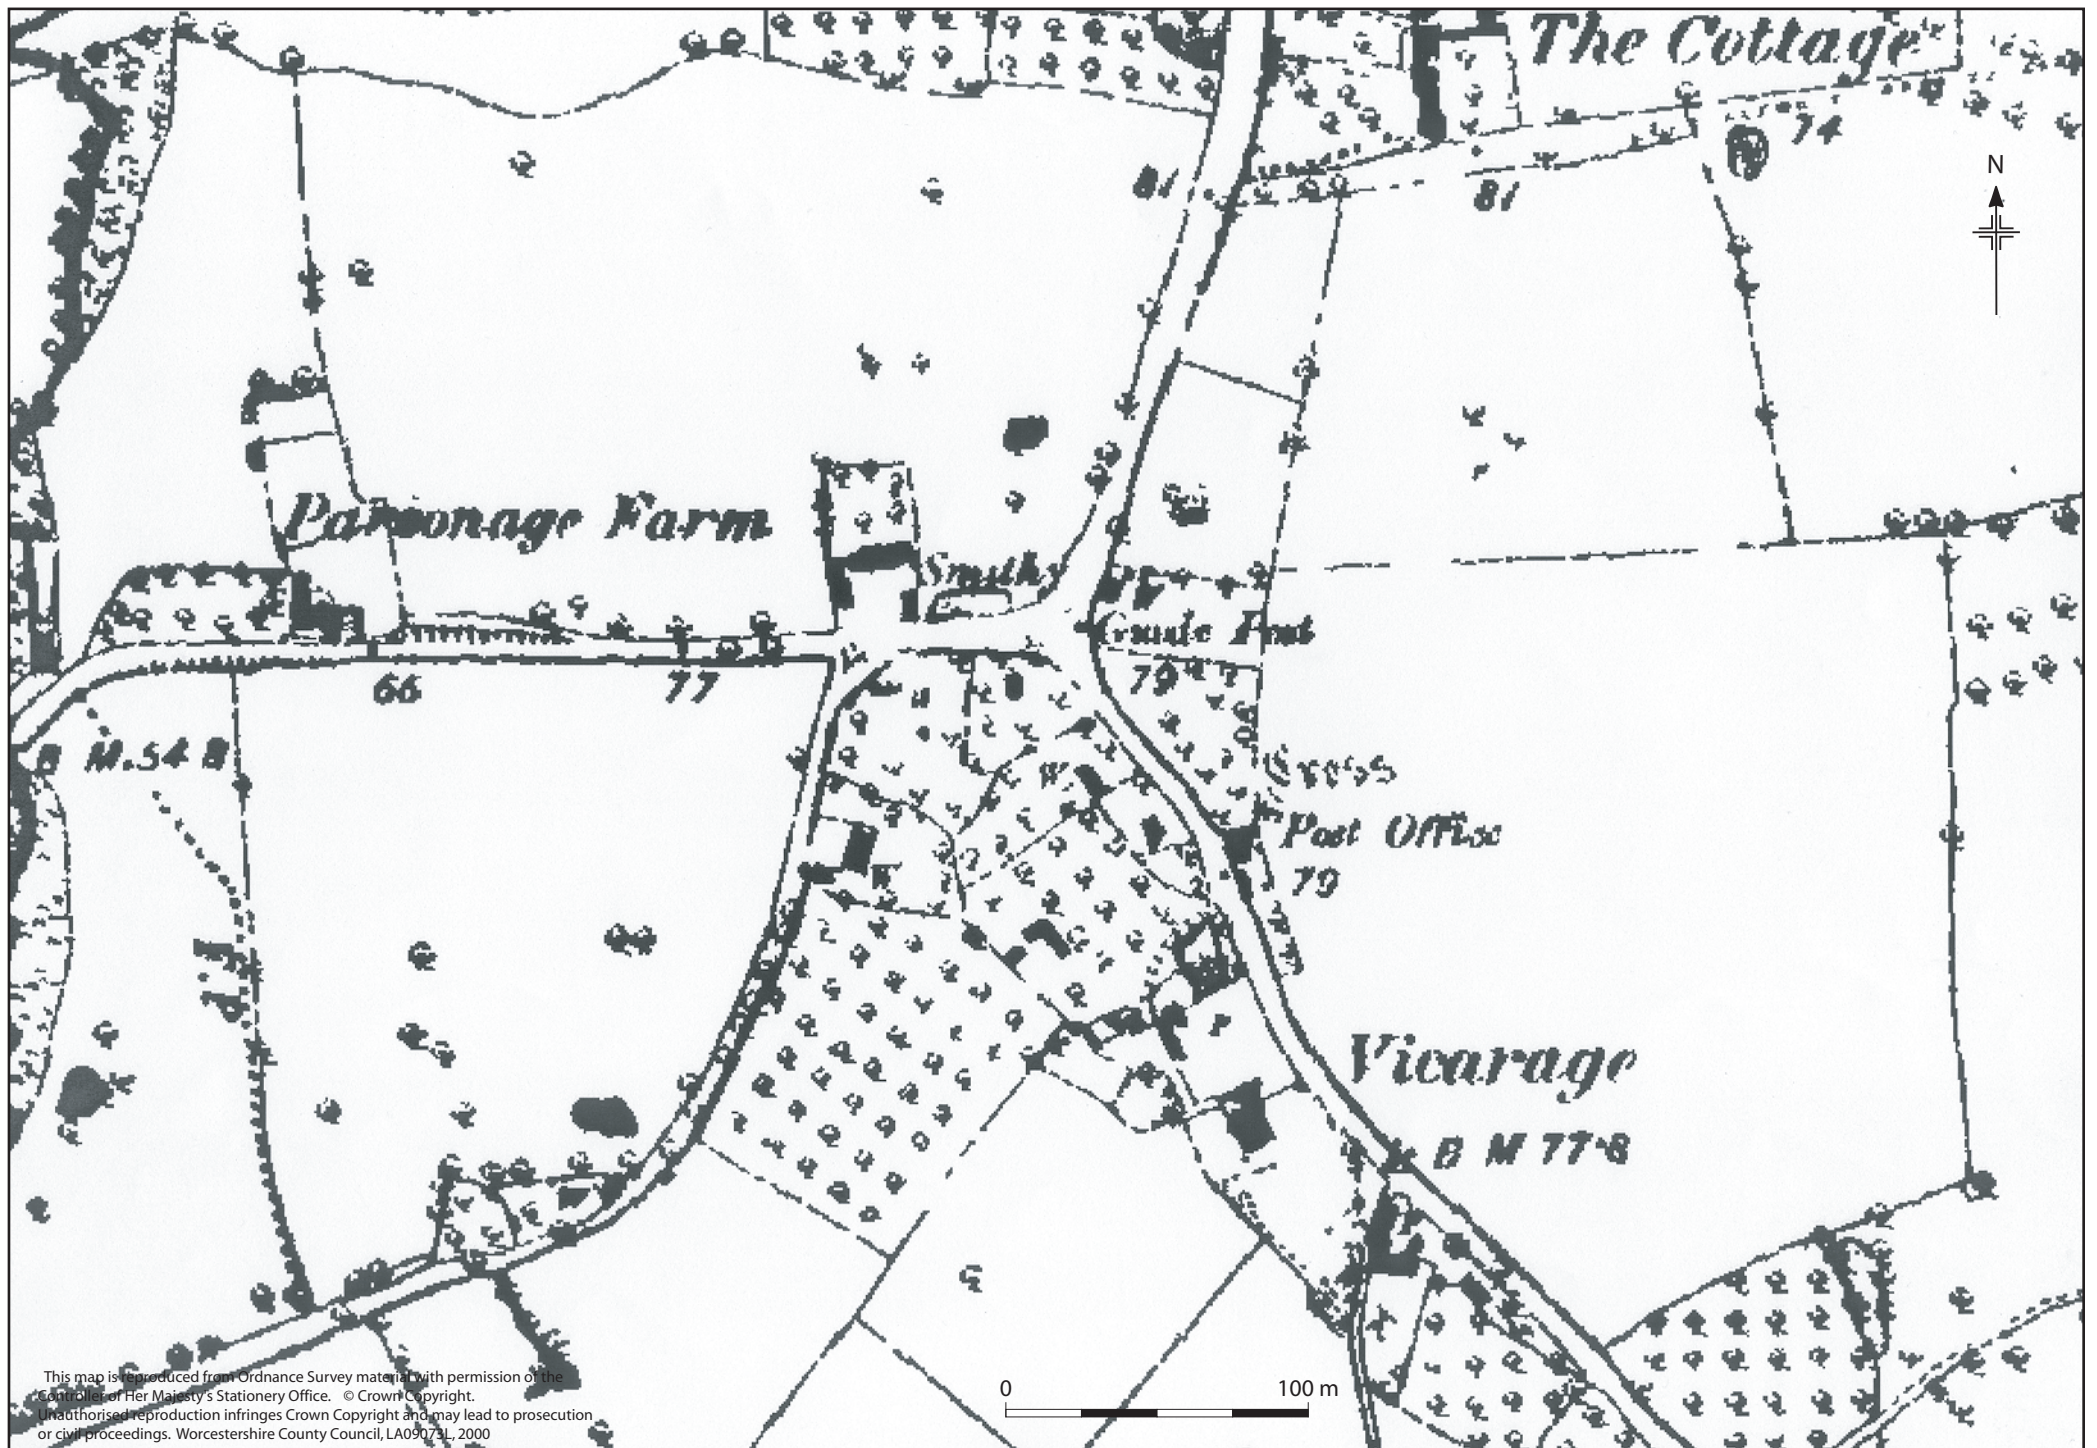 The Cottage
74
N
81
81
Parsonage Farm
Smithy
Guide Post
79
66
77
B M. 54 8
W
Cross
Post Office
79
Vicarage
B M 77·8
0 100 m
This map is reproduced from Ordnance Survey material with permission of the
Controller of Her Majesty's Stationery Office. © Crown Copyright.
Unauthorised reproduction infringes Crown Copyright and may lead to prosecution
or civil proceedings. Worcestershire County Council, LA09073L, 2000